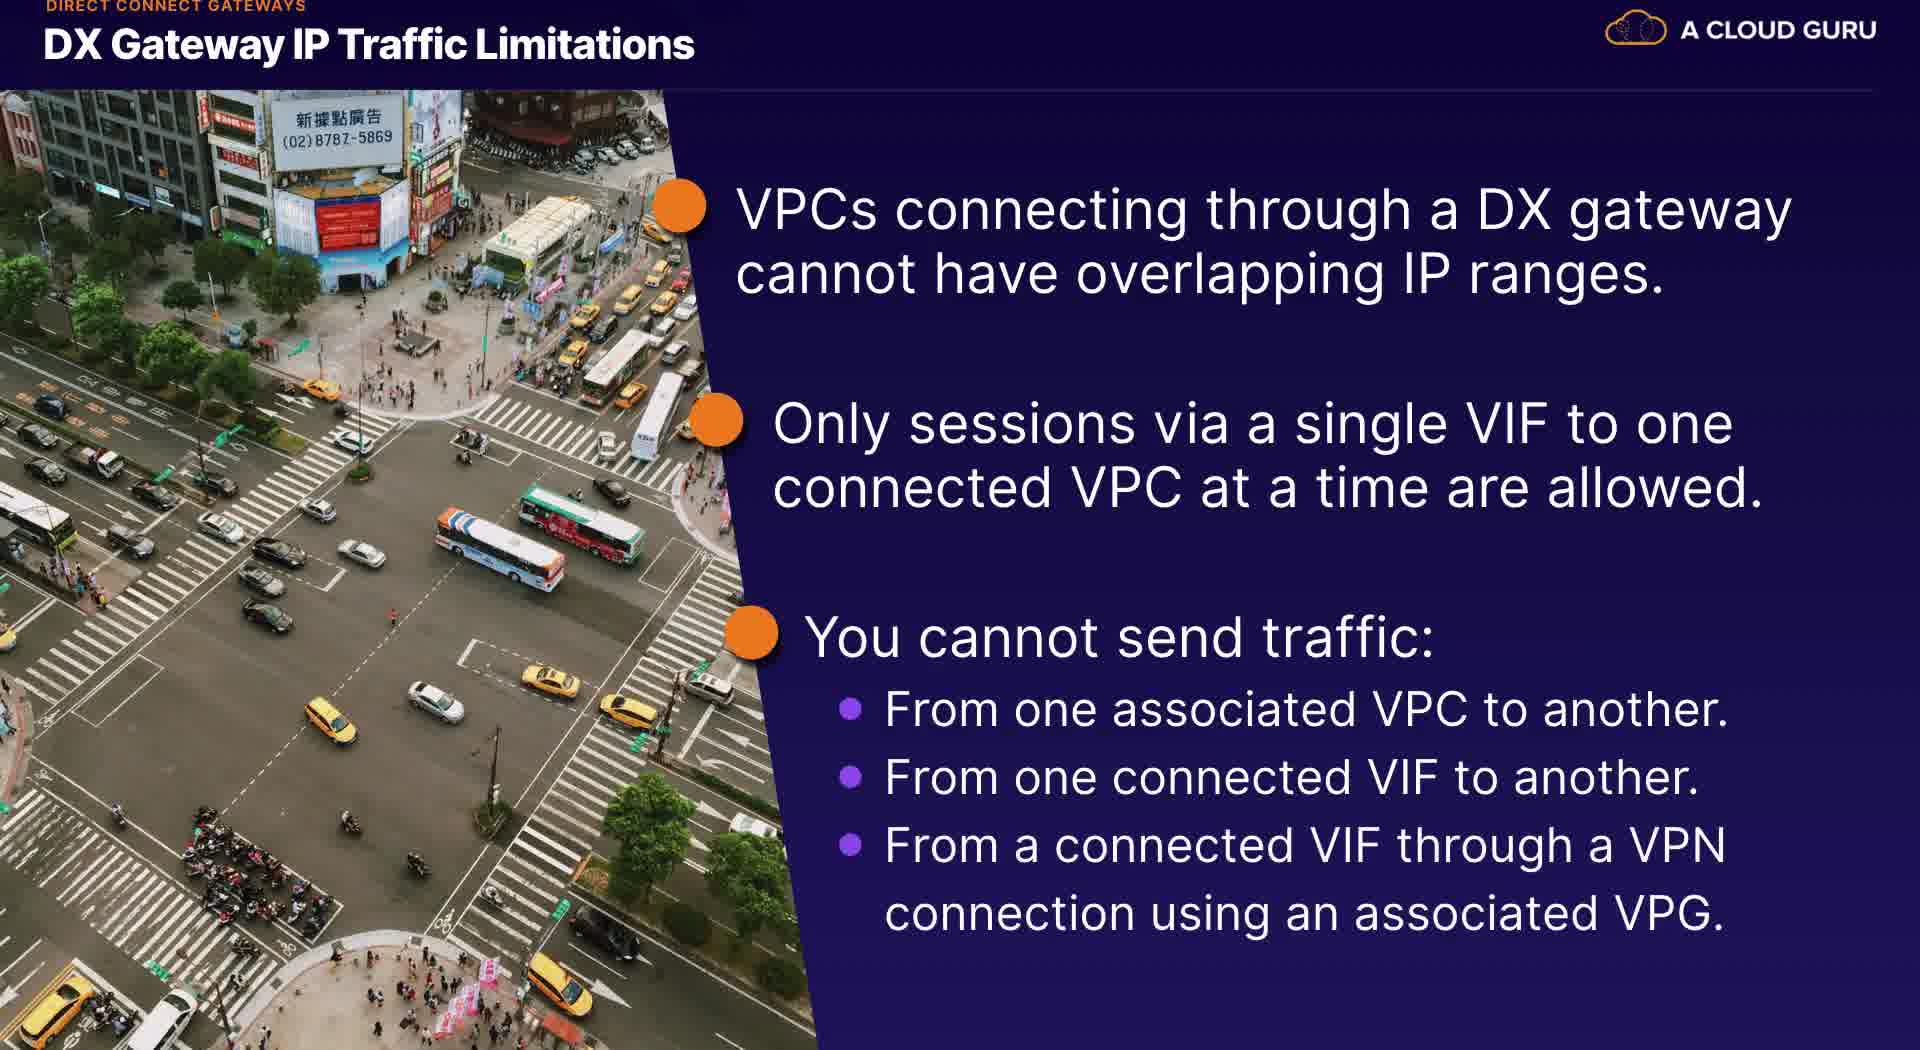 DIRECT CONNECT GATEWAYS
DX Gateway IP Traffic Limitations
A CLOUD GURU
新據點廣告
(02)8787-5869
VPCs connecting through a DX gateway
cannot have overlapping IP ranges.
Only sessions via a single VIF to one
connected VPC at a time are allowed.
You cannot send traffic:
From one associated VPC to another.
From one connected VIF to another.
From a connected VIF through a VPN
connection using an associated VPG.